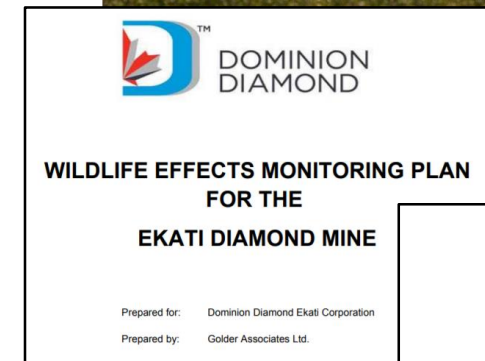 TM
DOMINION
DIAMOND
WILDLIFE EFFECTS MONITORING PLAN
FOR THE
EKATI DIAMOND MINE
Prepared for: Dominion Diamond Ekati Corporation
Prepared by: Golder Associates Ltd.